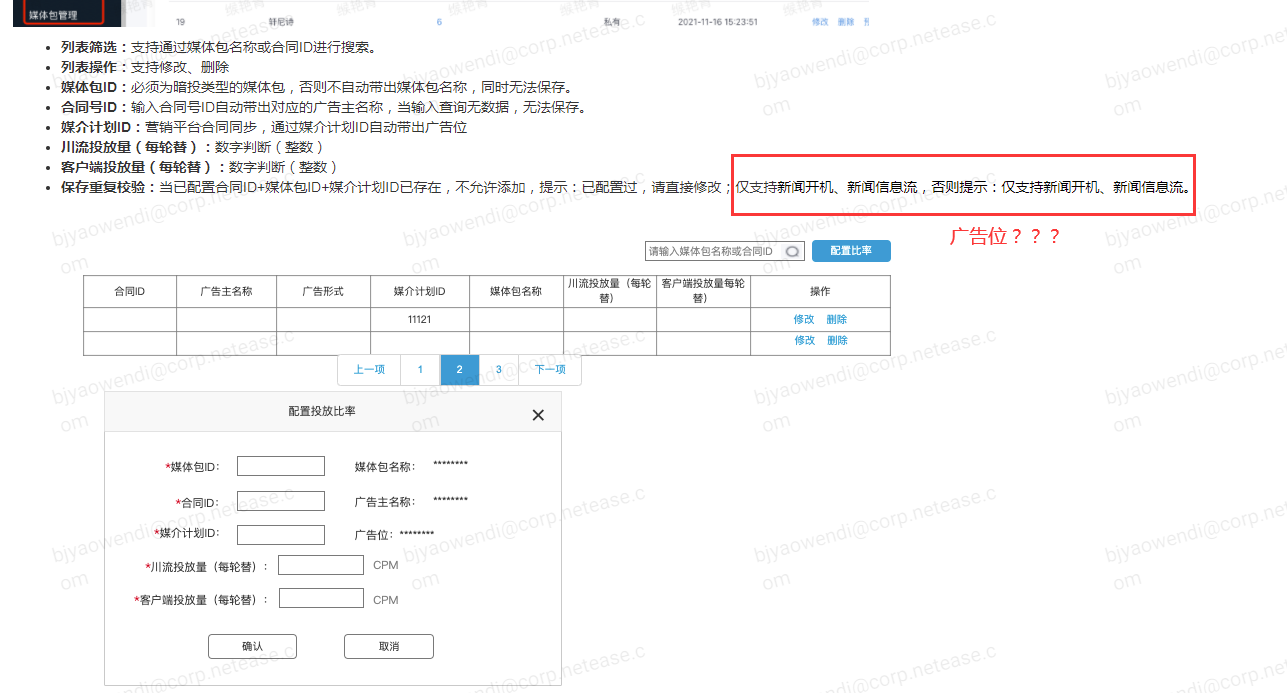 媒体包管理
19 轩尼诗 6 私有 2021-11-16 15:23:51 修改 删除
列表筛选：支持通过媒体包名称或合同ID进行搜索。
列表操作：支持修改、删除
媒体包ID：必须为暗投类型的媒体包，否则不自动带出媒体包名称，同时无法保存。
合同号ID：输入合同号ID自动带出对应的广告主名称，当输入查询无数据，无法保存。
媒介计划ID：营销平台合同同步，通过媒介计划ID自动带出广告位
川流投放量（每轮替）：数字判断（整数）
客户端投放量（每轮替）：数字判断（整数）
保存重复校验：当已配置合同ID+媒体包ID+媒介计划ID已存在，不允许添加，提示：已配置过，请直接修改；仅支持新闻开机、新闻信息流，否则提示：仅支持新闻开机、新闻信息流。
广告位？？？
请输入媒体包名称或合同ID 配置比率
合同ID 广告主名称 广告形式 媒介计划ID 媒体包名称 川流投放量（每轮替） 客户端投放量每轮替） 操作
11121 修改 删除
修改 删除
上一项 1 2 3 下一项
配置投放比率
*媒体包ID： 媒体包名称： ********
*合同ID: 广告主名称： ********
*媒介计划ID: 广告位: ********
*川流投放量（每轮替）： CPM
*客户端投放量（每轮替）： CPM
确认 取消
bjyaowendi@corp.netease.com